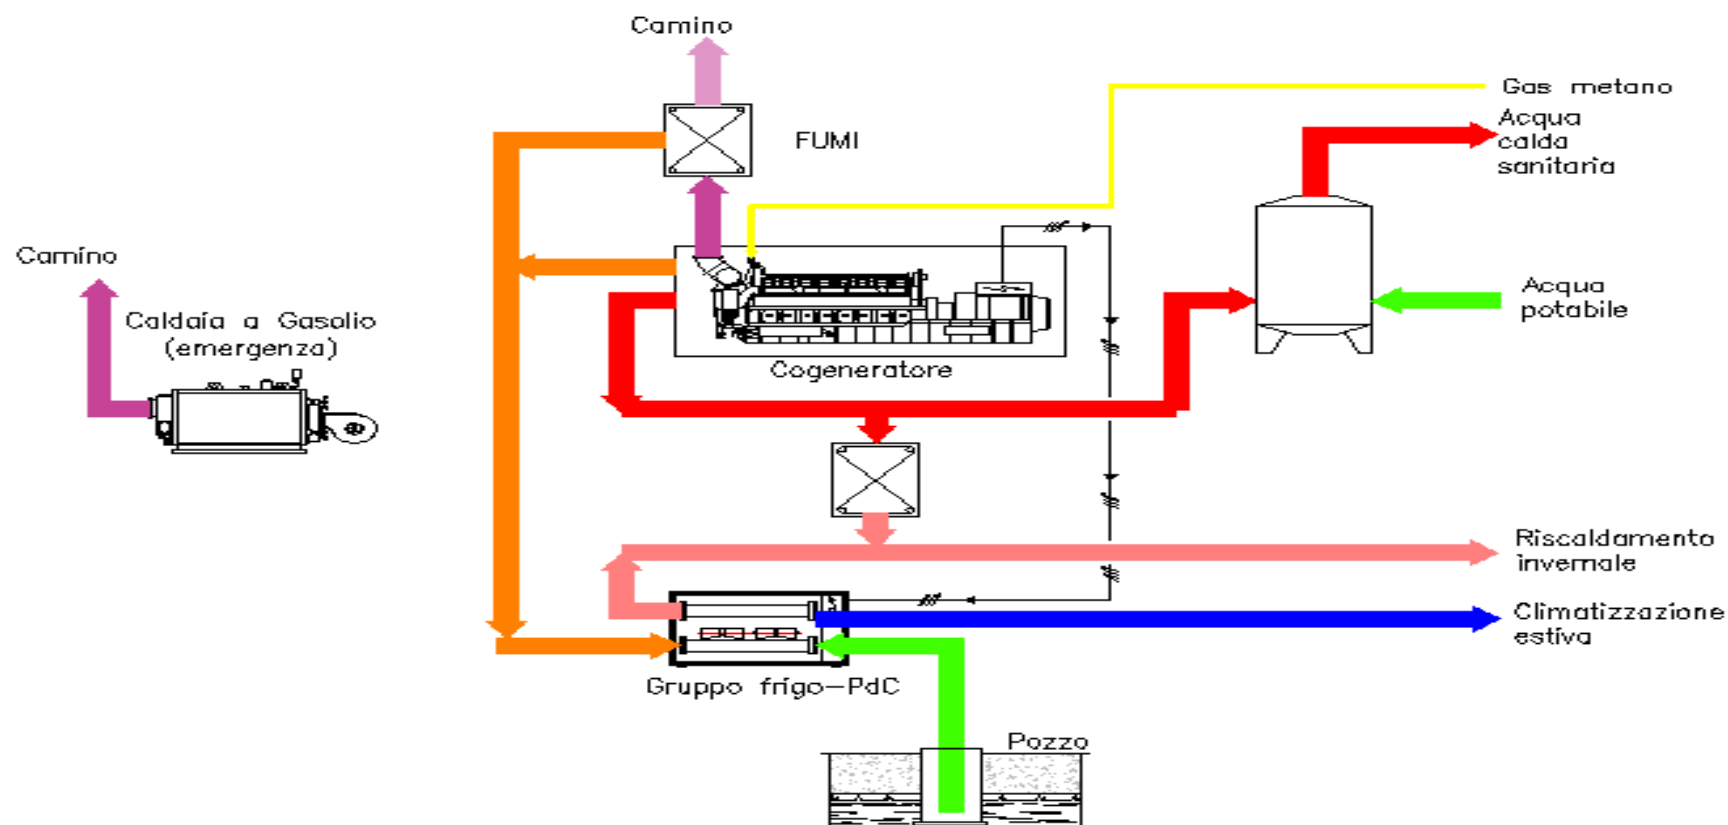 Camino
Gas metano
Acqua
calda
sanitaria
FUMI
Camino
Acqua
potabile
Caldaia a Gasolio
(emergenza)
Cogeneratore
Riscaldamento
invernale
Climatizzazione
estiva
Gruppo frigo-PdC
Pozzo